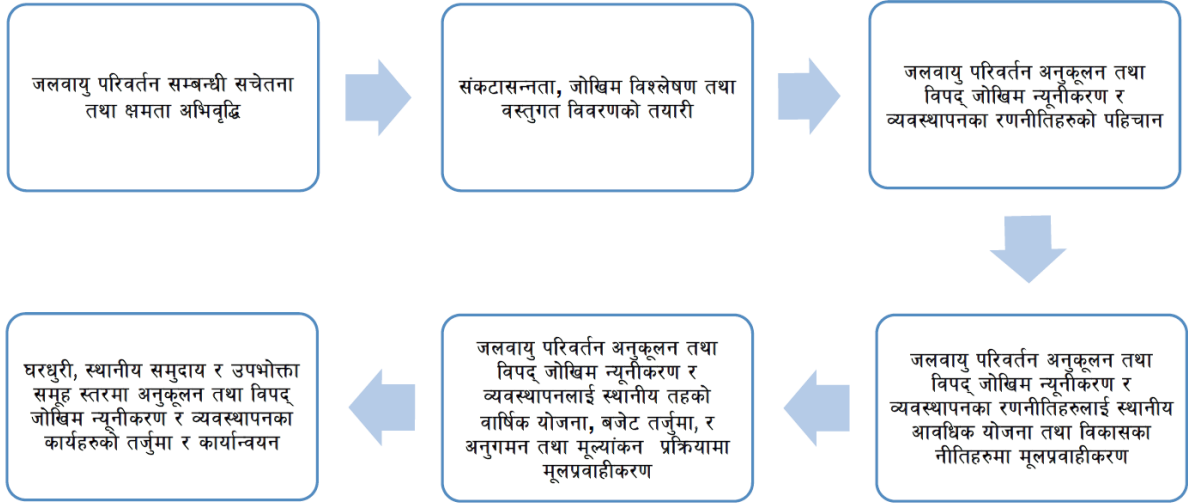 जलवायु परिवर्तन सम्बन्धी सचेतना
तथा क्षमता अभिवृद्धि
संकटासन्नता, जोखिम विश्लेषण तथा
वस्तुगत विवरणको तयारी
जलवायु परिवर्तन अनुकूलन तथा
विपद् जोखिम न्यूनीकरण र
व्यवस्थापनका रणनीतिहरुको पहिचान
जलवायु परिवर्तन अनुकूलन तथा
विपद् जोखिम न्यूनीकरण र
व्यवस्थापनका रणनीतिहरुलाई स्थानीय
आवधिक योजना तथा विकासका
नीतिहरुमा मूलप्रवाहीकरण
जलवायु परिवर्तन अनुकूलन तथा
विपद् जोखिम न्यूनीकरण र
व्यवस्थापनलाई स्थानीय तहको
वार्षिक योजना, बजेट तर्जुमा, र
अनुगमन तथा मूल्यांकन प्रक्रियामा
मूलप्रवाहीकरण
घरधुरी, स्थानीय समुदाय र उपभोक्ता
समूह स्तरमा अनुकूलन तथा विपद्
जोखिम न्यूनीकरण र व्यवस्थापनका
कार्यहरुको तर्जुमा र कार्यान्वयन